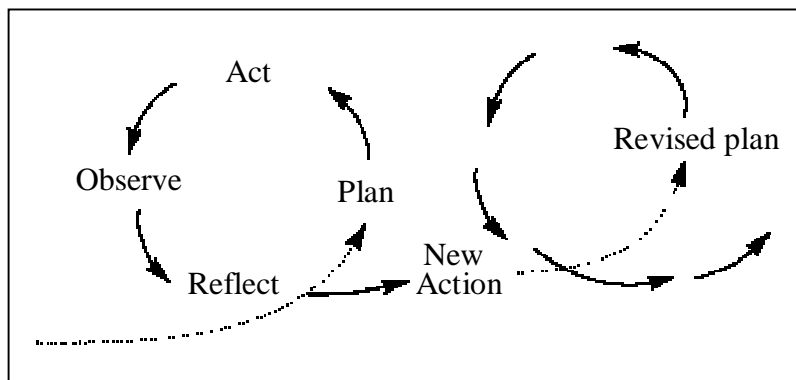 Act
Revised plan
Observe
Plan
New
Action
Reflect